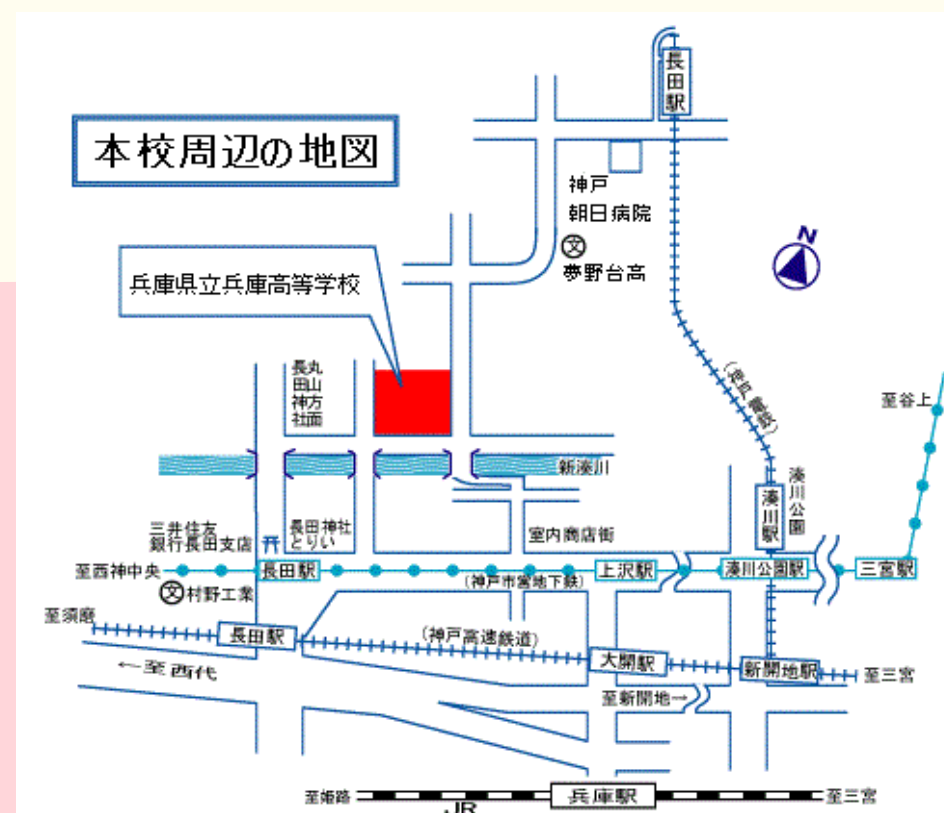 長田駅
本校周辺の地図
神戸
朝日病院
文
夢野台高
N
兵庫県立兵庫高等学校
長田神社
丸山方面
至谷上
新湊川
湊川公園
湊川駅
三井住友
銀行長田支店
長田神社
とりい
室内商店街
至西神中央
長田駅
(神戸市営地下鉄)
上沢駅
湊川公園駅
三宮駅
文
村野工業
至須磨
長田駅
(神戸高速鉄道)
大開駅
新開地駅
至三宮
←至西代
至新開地→
至姫路
兵庫駅
至三宮
JR